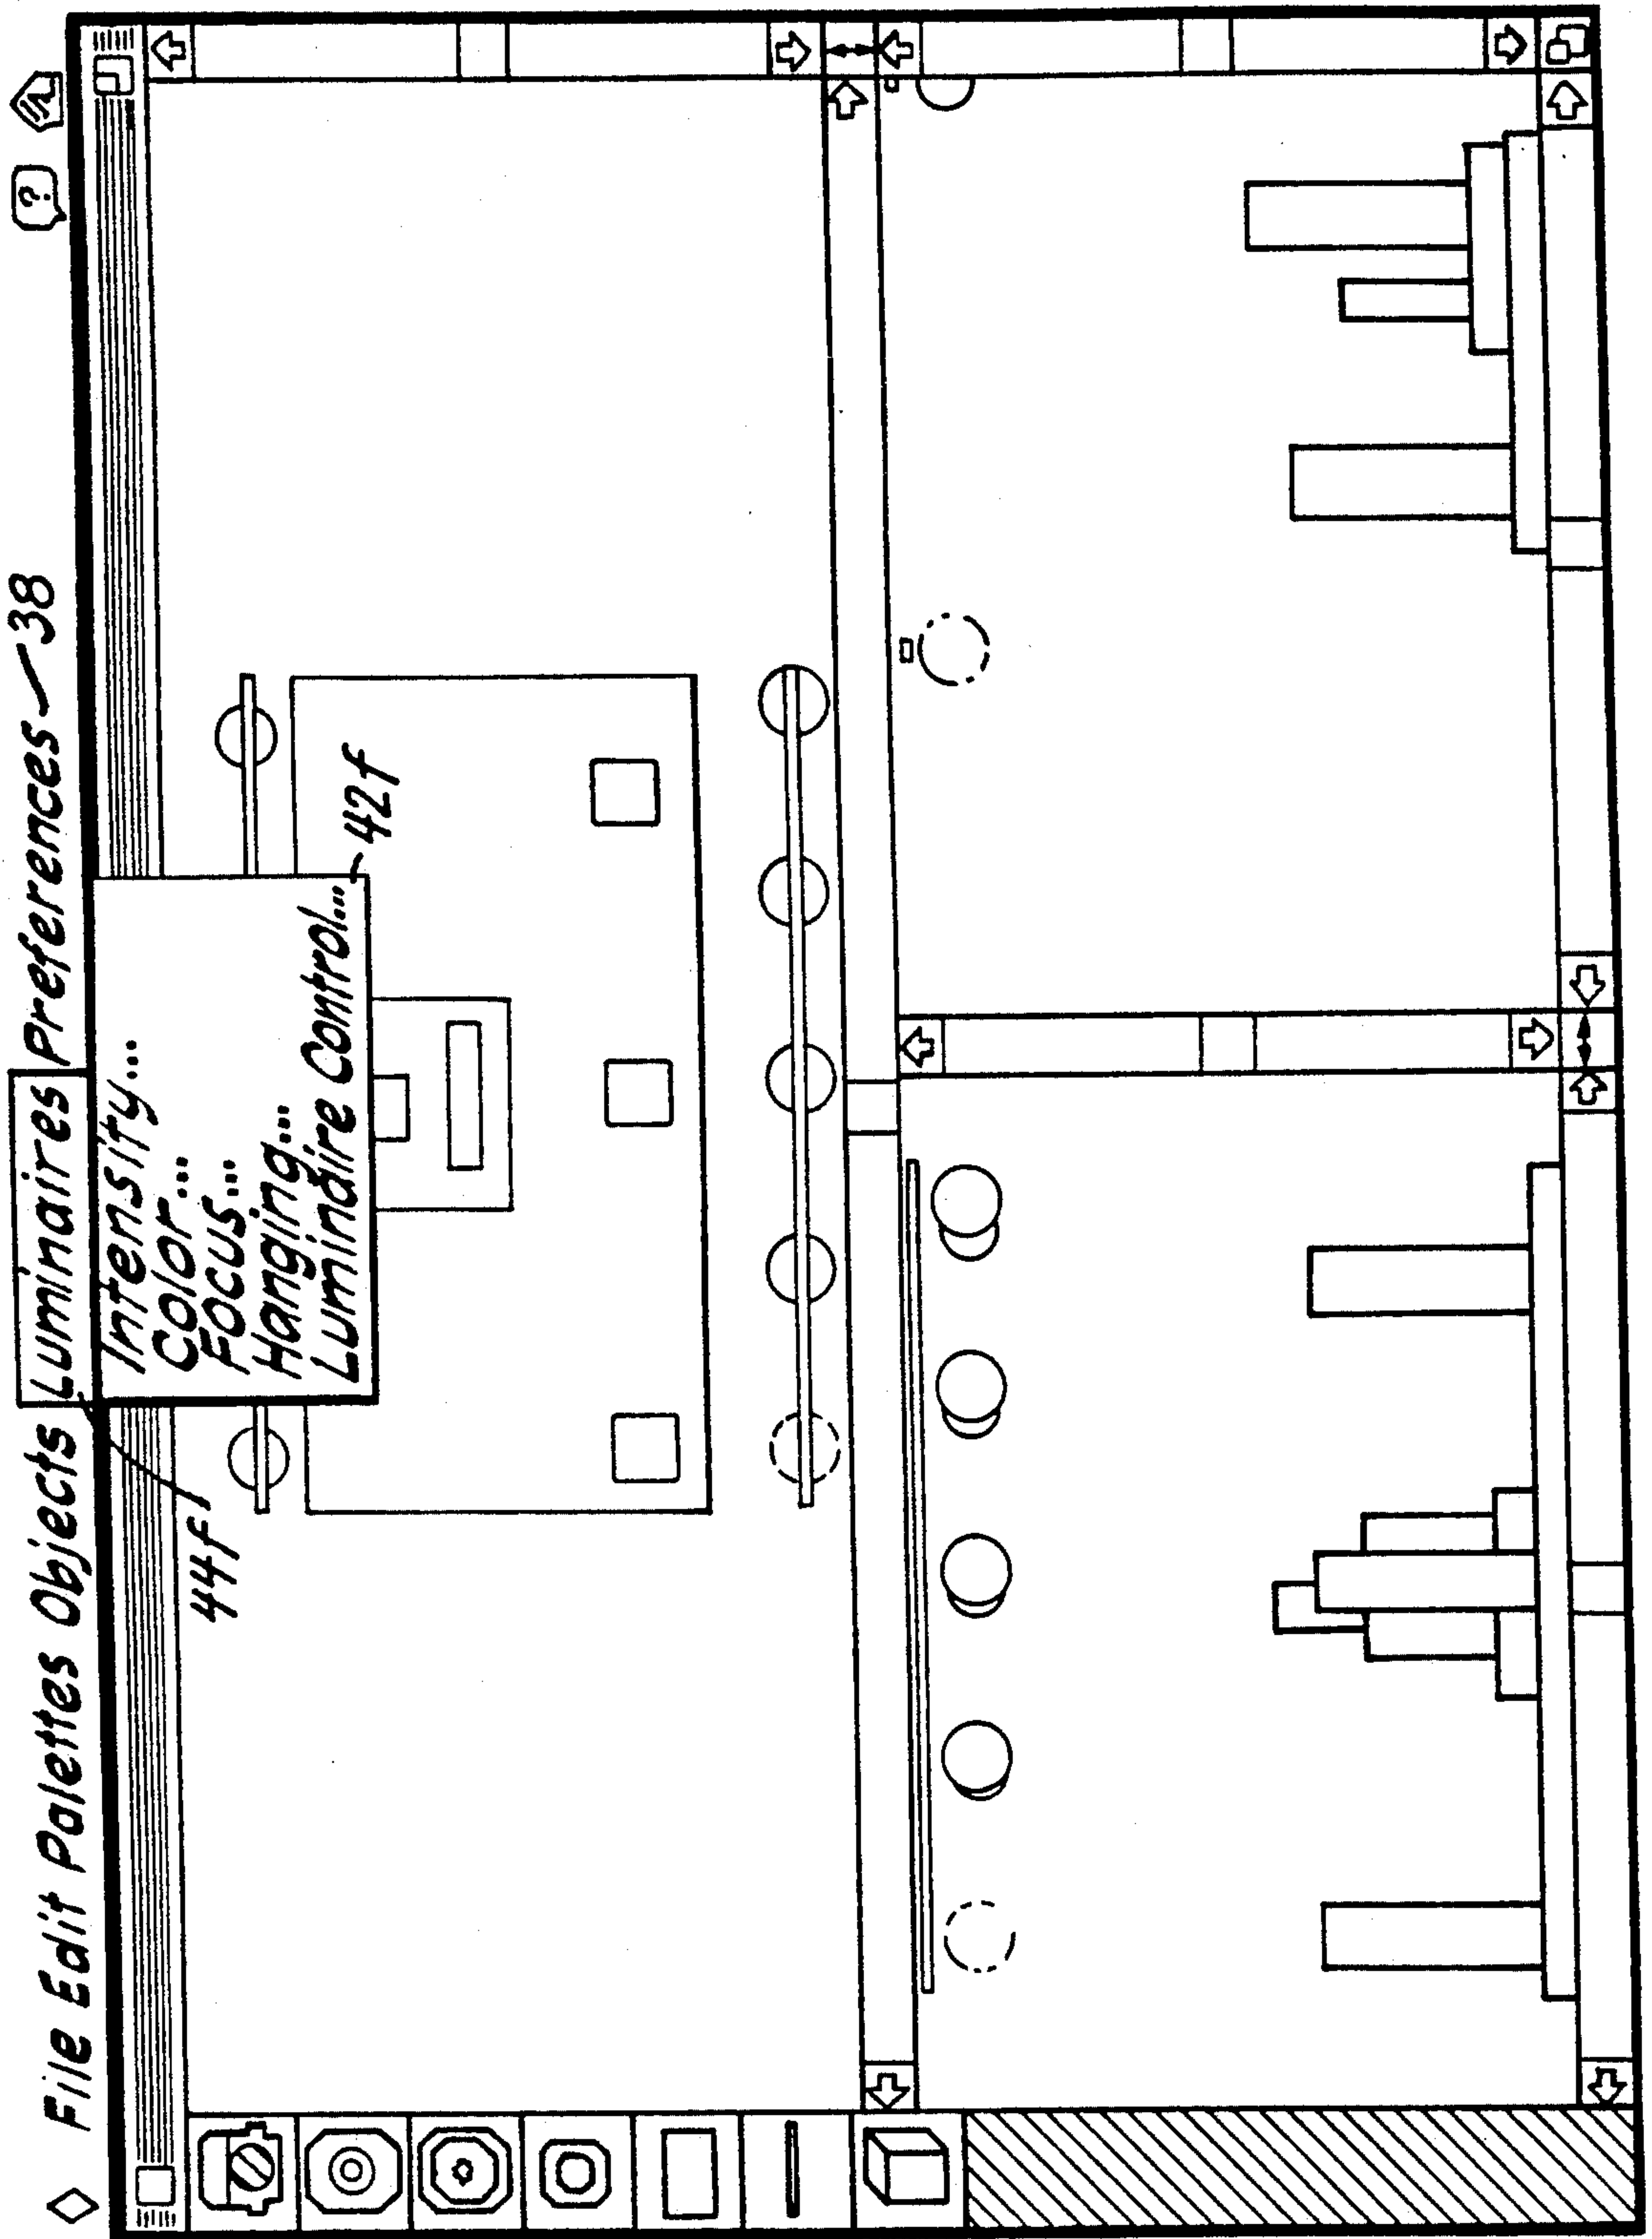 File Edit Palettes Objects Luminaires Preferences 38
?
Intensity...
Color...
Focus...
Hanging...
Luminaire Control...
42f
44f